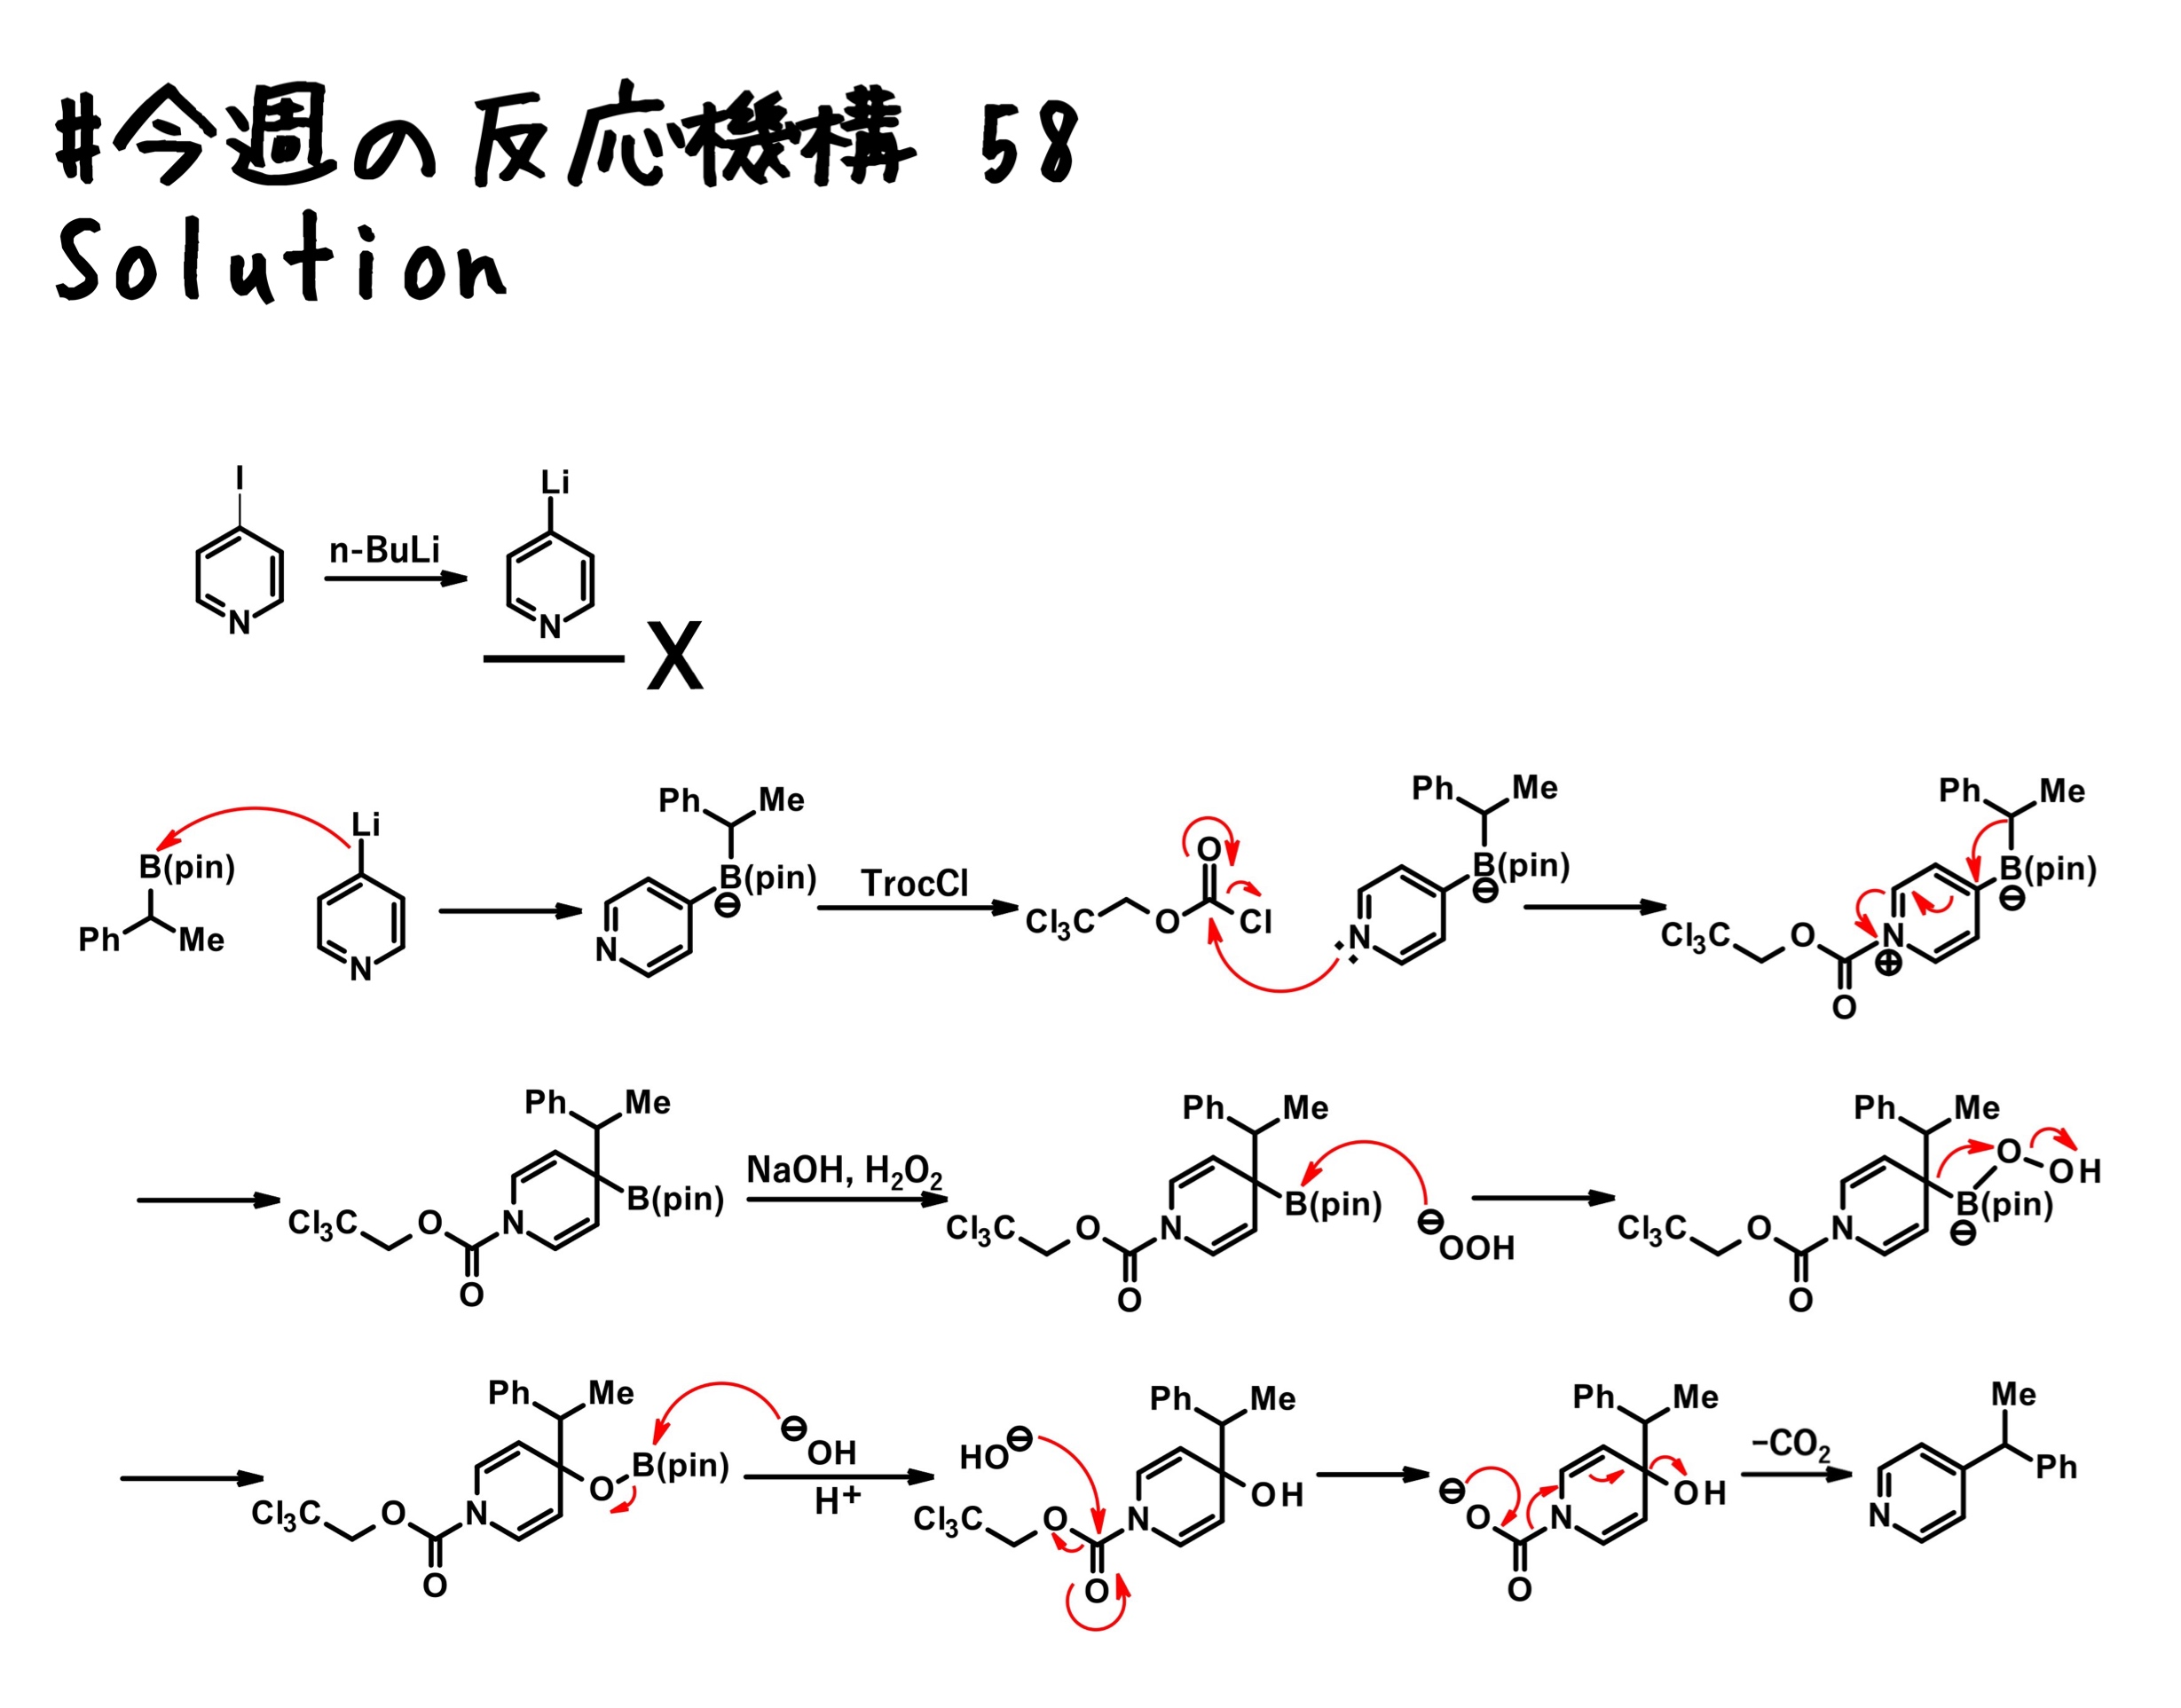 #今週の反応機構 58
Solution
I
N
n-BuLi
Li
N
X
B(pin)
Ph
Me
Li
N
Ph
Me
B(pin)
⊖
N
TrocCl
Cl3C
O
O
Cl
Ph
Me
B(pin)
⊖
N
Ph
Me
B(pin)
⊖
Cl3C
O
O
N
⊕
Ph
Me
B(pin)
Cl3C
O
O
N
NaOH, H2O2
Ph
Me
B(pin)
Cl3C
O
O
N
⊖
OOH
Ph
Me
O
OH
B(pin)
⊖
Cl3C
O
O
N
Ph
Me
O
B(pin)
Cl3C
O
O
N
⊖
OH
H+
HO⊖
Ph
Me
OH
Cl3C
O
O
N
Ph
Me
OH
⊖
O
O
N
−CO2
Me
Ph
N